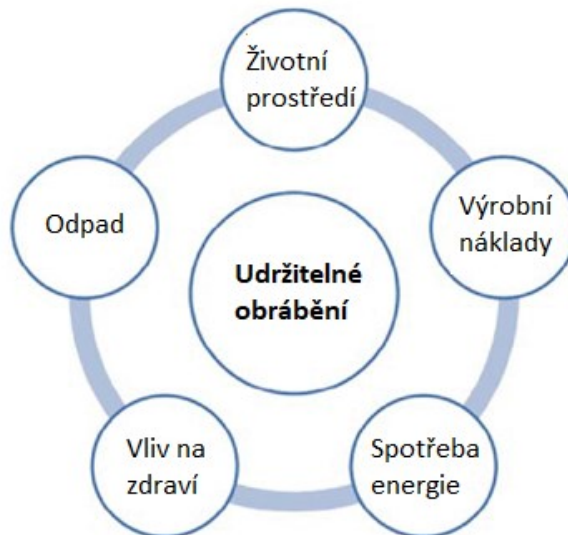 Životní
prostředí
Výrobní
náklady
Spotřeba
energie
Vliv na
zdraví
Odpad
Udržitelné
obrábění